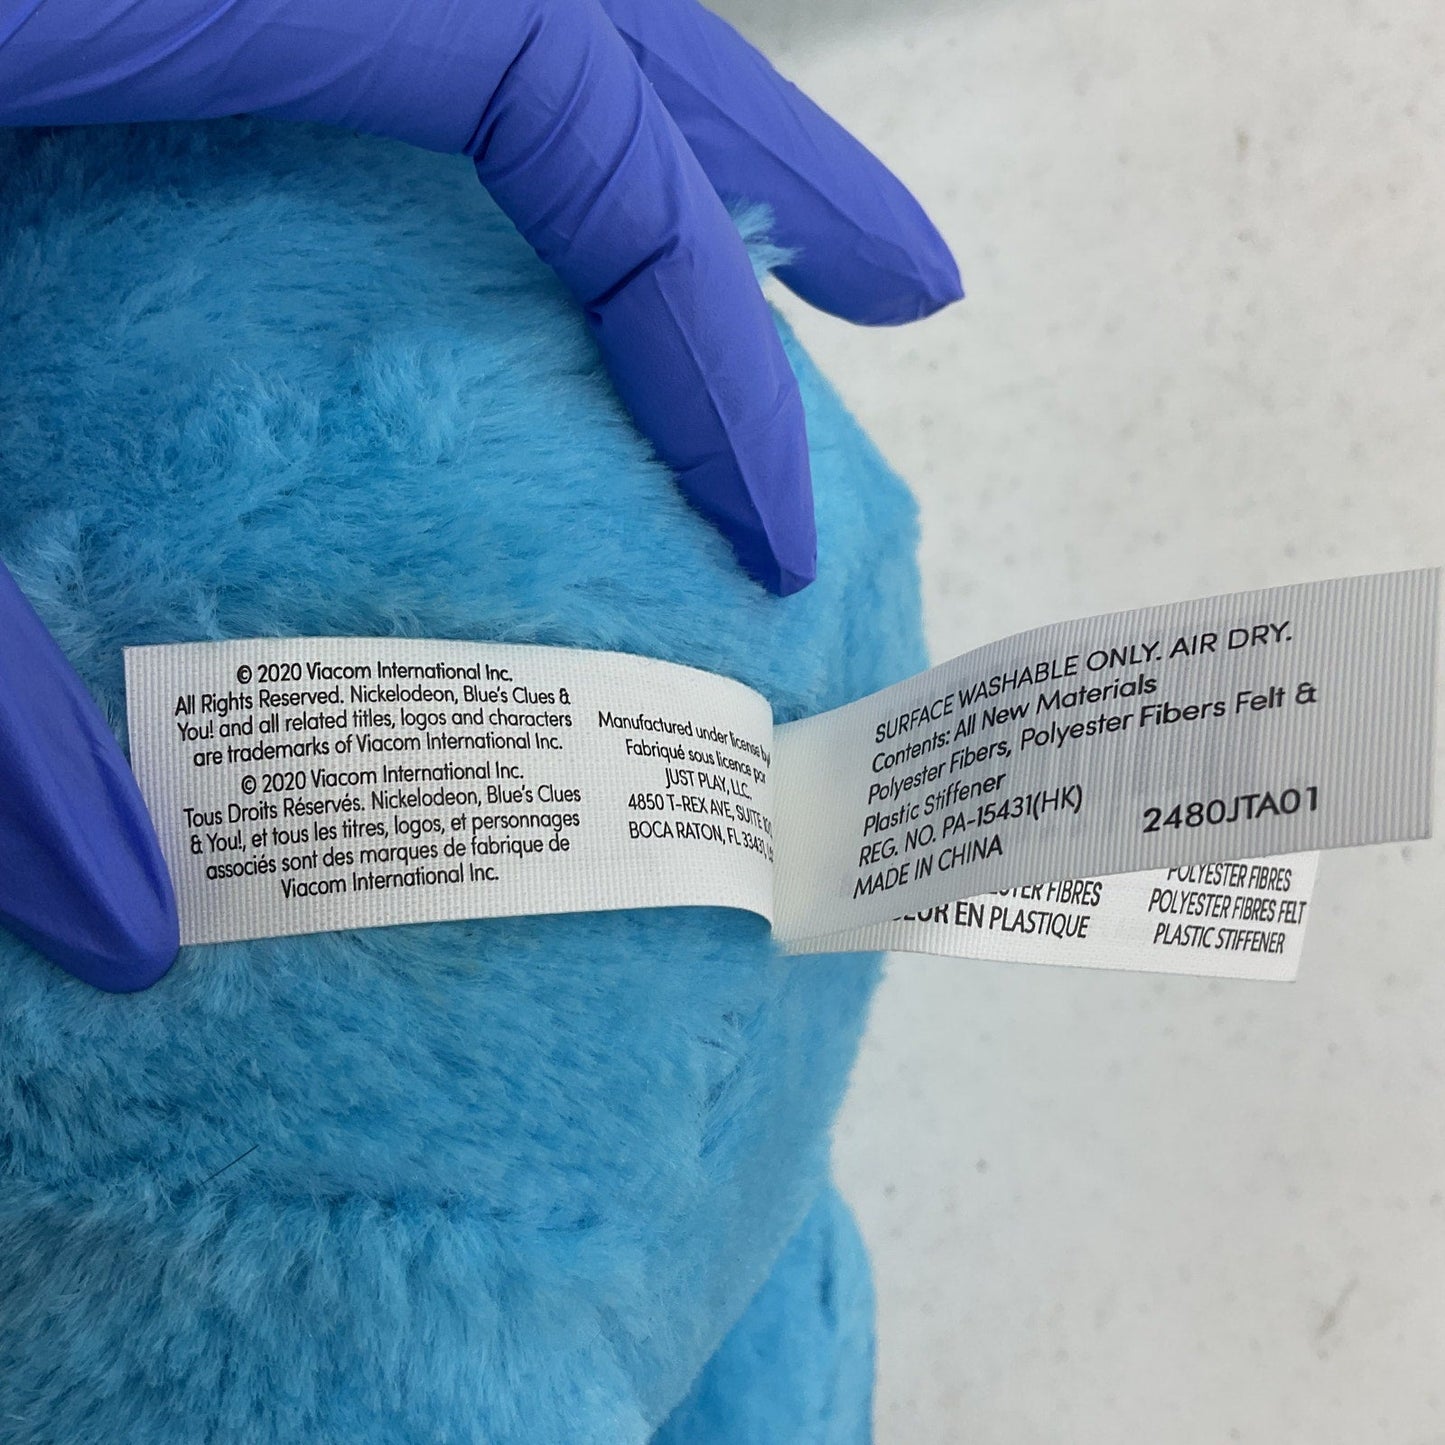 © 2020 Viacom International Inc.
All Rights Reserved. Nickelodeon, Blue's Clues &
You! and all related titles, logos and characters
are trademarks of Viacom International Inc.
© 2020 Viacom International Inc.
Tous Droits Réservés. Nickelodeon, Blue's Clues
& You!, et tous les titres, logos, et personnages
associés sont des marques de fabrique de
Viacom International Inc.
Manufactured under license by
Fabriqué sous licence por
JUST PLAY, LLC.
4850 T-REX AVE, SUITE
BOCA RATON, FL 33431,
SURFACE WASHABLE ONLY. AIR DRY.
Contents: All New Materials
Polyester Fibers, Polyester Fibers Felt &
Plastic Stiffener
REG. NO. PA-15431(HK)
MADE IN CHINA
2480JTA01
FIBRES
EN PLASTIQUE
POLYESTER FIBRES
POLYESTER FIBRES FELT
PLASTIC STIFFENER